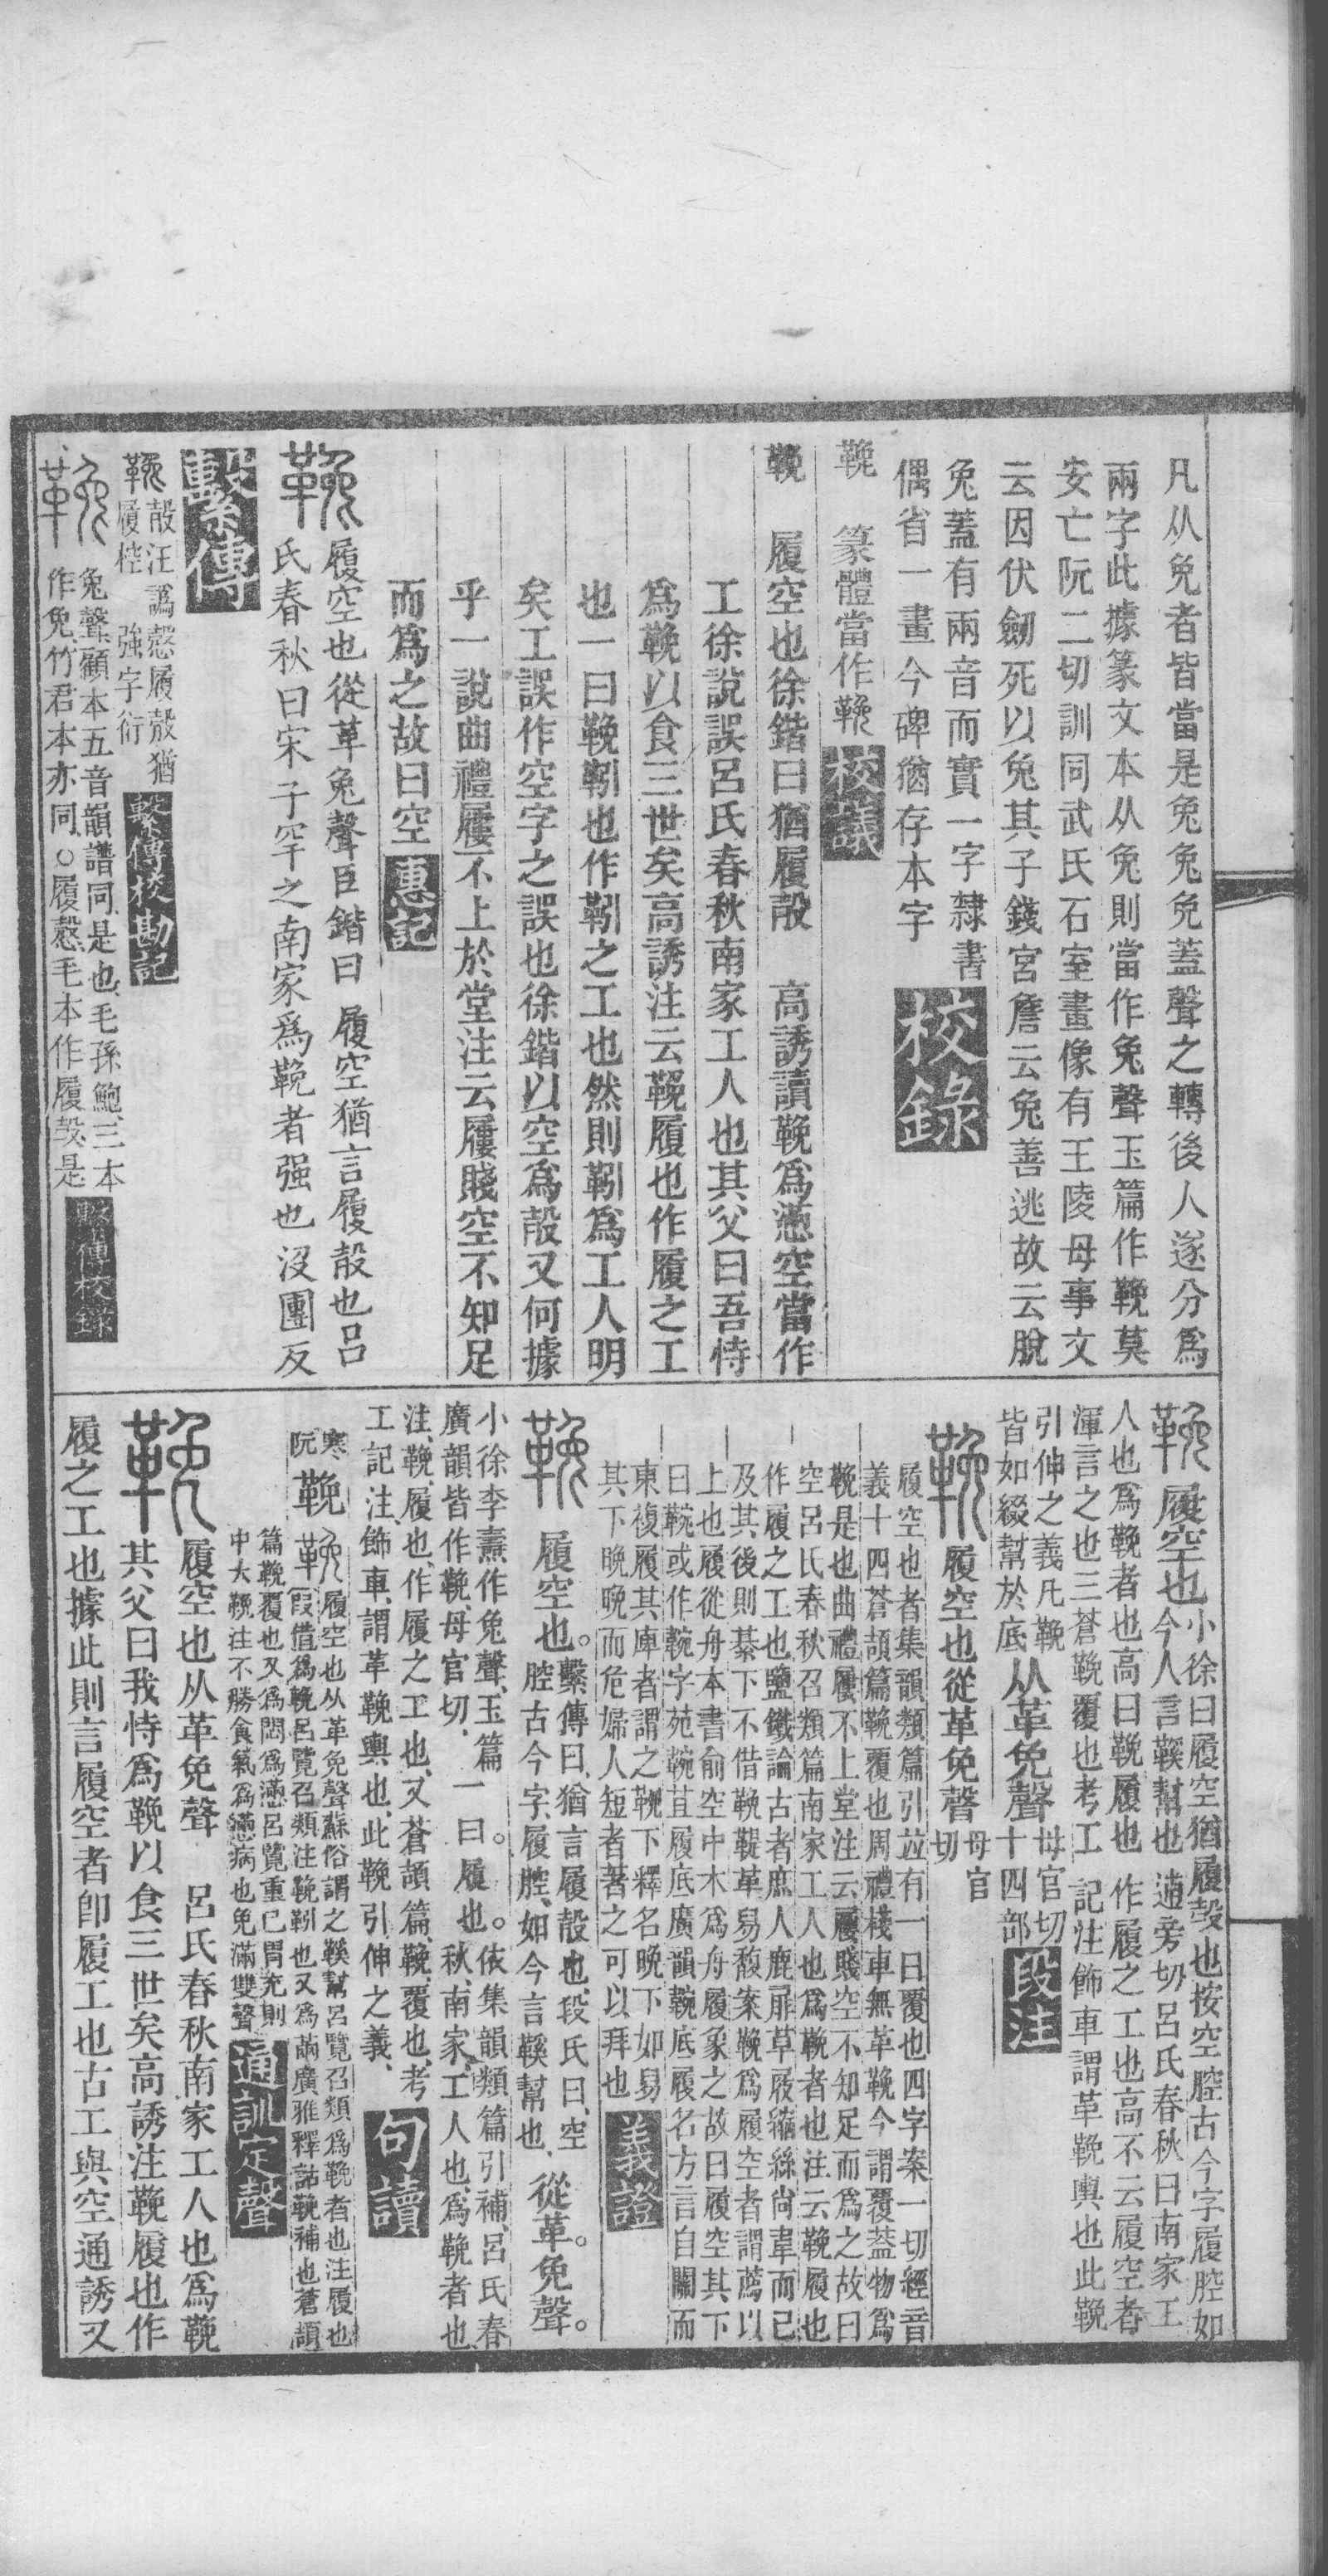 凡从免者皆當是兔兔免蓋聲之轉後人遂分爲
兩字此據篆文本从免則當作兔聲玉篇作鞔莫
安亡阮二切訓同武氏石室畫像有王陵母事文
云因伏劒死以兔其子錢宮詹云兔善逃故云脫
兔蓋有兩音而實一字隸書
偶省一畫今碑猶存本字
校錄
鞔 篆體當作鞔
校議
鞔 履空也徐鍇曰猶履㱿 高誘讀鞔爲懣空當作
工徐說誤呂氏春秋南家工人也其父曰吾恃
爲鞔以食三世矣高誘注云鞔履也作履之工
也一曰鞔靷也作靷之工也然則靷爲工人明
矣工誤作空字之誤也徐鍇以空爲㱿又何據
乎一說曲禮屨不上於堂注云屨賤空不知足
而爲之故曰空
惠記
鞔 履空也從革兔聲臣鍇曰履空猶言履㱿也呂
氏春秋曰宋子罕之南家爲鞔者强也沒團反
繫傳
鞔 㱿汪譌慤履㱿猶
履椌 強字衍
繫傳校勘記
鞔 兔聲顧本五音韻譜同是也毛孫鮑三本
作免竹君本亦同○履慤毛本作履㱿是
繫傳校錄
鞔 履空也小徐曰履空猶履㱿也按空腔古今字履腔如
今人言鞵幫也逋旁切呂氏春秋曰南家工
人也爲鞔者也高曰鞔履也作履之工也高不云履空者
渾言之也三蒼鞔覆也考工記注飾車謂革鞔輿也此鞔
引伸之義凡鞔
皆如綴幫於底
从革免聲
母官切
十四部
段注
鞔 履空也從革免聲
母官
切
履空也者集韻類篇引竝有一曰覆也四字案一切經音
義十四蒼頡篇鞔覆也周禮棧車無革鞔今謂覆蓋物爲
鞔是也曲禮屨不上堂注云屨賤空不知足而爲之故曰
空呂氏春秋召類篇南家工人也爲鞔者也注云鞔履也
作履之工也鹽鐵論古者庶人鹿屝草履縮絲尙韋而已
及其後則綦下不借鞔鞮革舄馥案鞔爲履空者謂薦以
上也履從舟本書俞空中木爲舟履象之故曰履空其下
曰䩊或作䩊字苑䩊苴履底廣韻䩊底履名方言自關而
東複履其庳者謂之䩊下釋名晚下如舄
其下晚晚而危婦人短者著之可以拜也
義證
鞔 履空也。繫傳曰、猶言履㱿也、段氏曰、空
腔古今字、履腔、如今言鞵幫也、
從革免聲。
小徐李燾作兔聲、玉篇
廣韻皆作鞔、母官切、
一曰。履也。依集韻類篇引補、呂氏春
秋、南家、工人也、爲鞔者也
注、鞔、履也、作履之工也、又蒼頡篇、鞔、覆也、考
工記注、飾車、謂革鞔輿也、此鞔引伸之義、
句讀
寒
阮
鞔
鞔 履空也从革免聲蘇俗謂之鞵幫呂覽召類爲鞔者也注履也
叚借爲䩊呂覽召類注鞔靷也又爲㒼廣雅釋詁鞔補也蒼頡
篇鞔覆也又爲悶爲懣呂覽重己胃充則
中大鞔注不勝食氣爲懣病也免滿雙聲
通訓定聲
鞔 履空也从革免聲 呂氏春秋南家工人也爲鞔
其父曰我恃爲鞔以食三世矣高誘注鞔履也作
履之工也據此則言履空者卽履工也古工與空通誘又